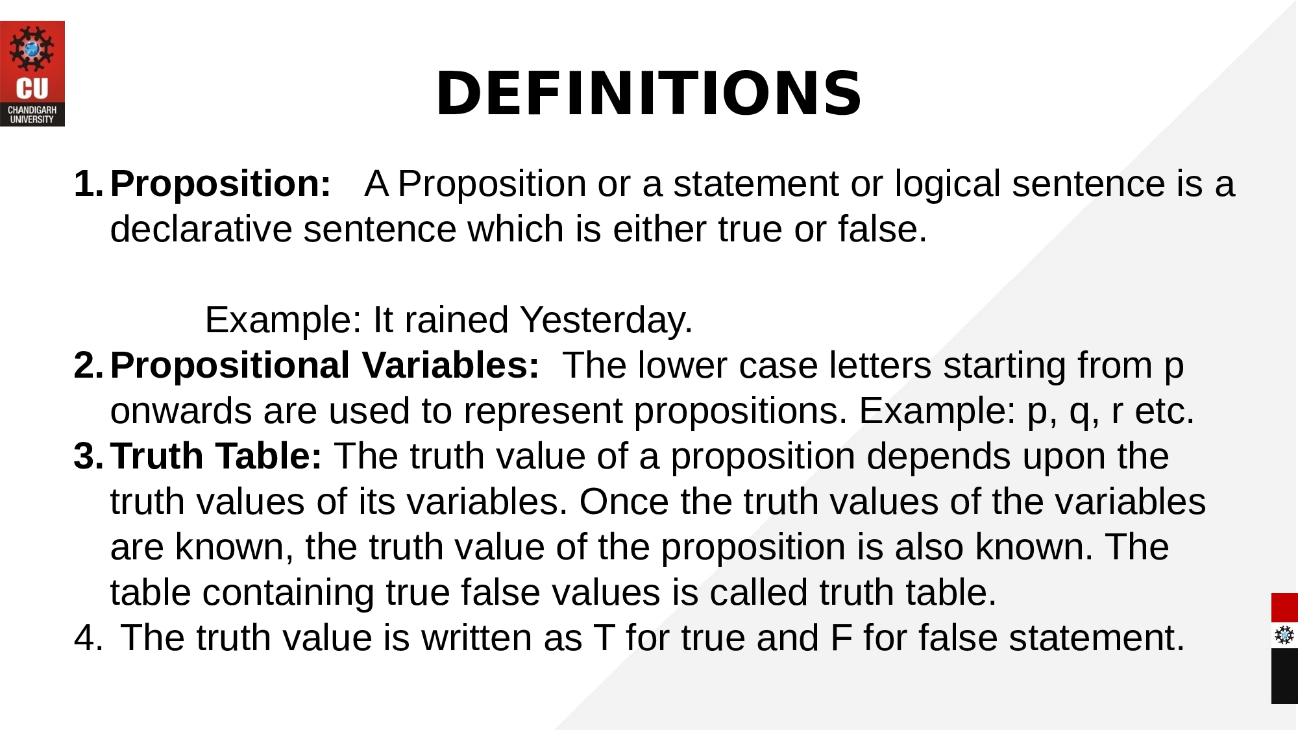 CU
CHANDIGARH
UNIVERSITY
DEFINITIONS
1. Proposition: A Proposition or a statement or logical sentence is a
declarative sentence which is either true or false.
Example: It rained Yesterday.
2. Propositional Variables: The lower case letters starting from p
onwards are used to represent propositions. Example: p, q, r etc.
3. Truth Table: The truth value of a proposition depends upon the
truth values of its variables. Once the truth values of the variables
are known, the truth value of the proposition is also known. The
table containing true false values is called truth table.
4. The truth value is written as T for true and F for false statement.